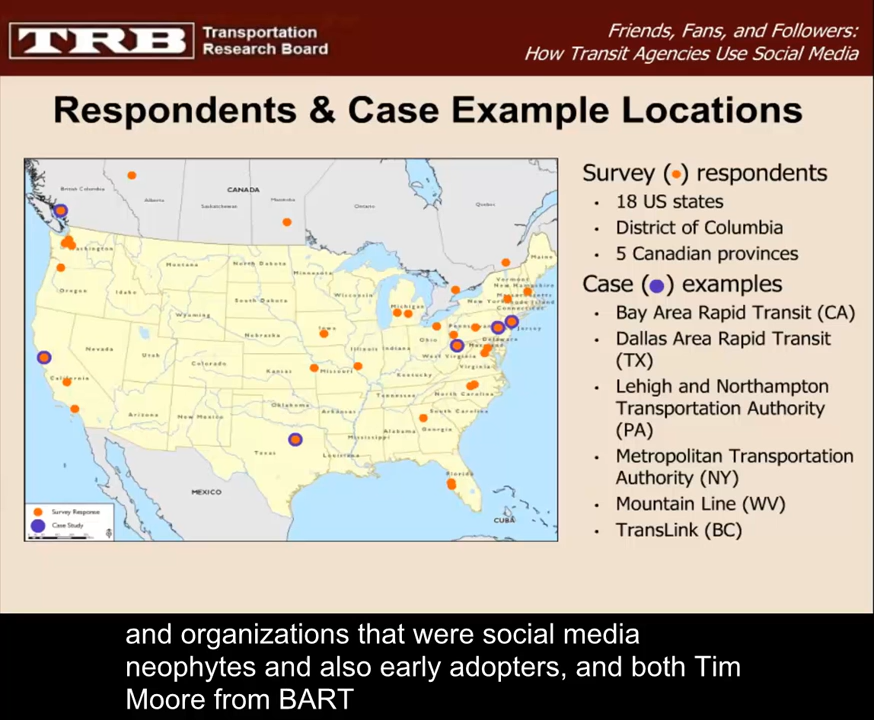 TRB Transportation
Research Board
Friends, Fans, and Followers:
How Transit Agencies Use Social Media
Respondents & Case Example Locations
CANADA
British Columbia
Alberta
Saskatchewan
Manitoba
Ontario
Quebec
Washington
Montana
North Dakota
Minnesota
Maine
Vermont
New Hampshire
Oregon
Idaho
South Dakota
Wisconsin
Michigan
New York
Massachusetts
Connecticut
Wyoming
Iowa
Nebraska
Nevada
Utah
Colorado
Illinois
Indiana
Ohio
Jersey
Delaware
West Virginia
Virginia
Kansas
Missouri
Kentucky
California
Arizona
New Mexico
Oklahoma
Arkansas
Tennessee
North Carolina
South Carolina
Texas
Louisiana
Mississippi
Alabama
Georgia
Florida
MEXICO
CUBA
Survey Response
Case Study
Survey (•) respondents
• 18 US states
• District of Columbia
• 5 Canadian provinces
Case (●) examples
• Bay Area Rapid Transit (CA)
• Dallas Area Rapid Transit
(TX)
• Lehigh and Northampton
Transportation Authority
(PA)
• Metropolitan Transportation
Authority (NY)
• Mountain Line (WV)
• TransLink (BC)
and organizations that were social media
neophytes and also early adopters, and both Tim
Moore from BART